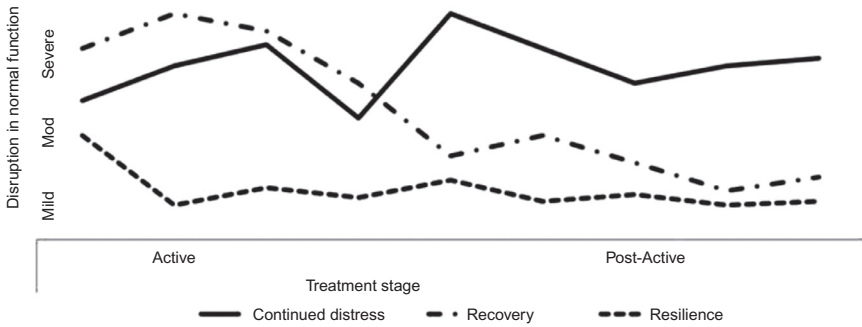 Disruption in normal function
Severe
Mod
Mild
Active
Post-Active
Treatment stage
Continued distress
Recovery
Resilience